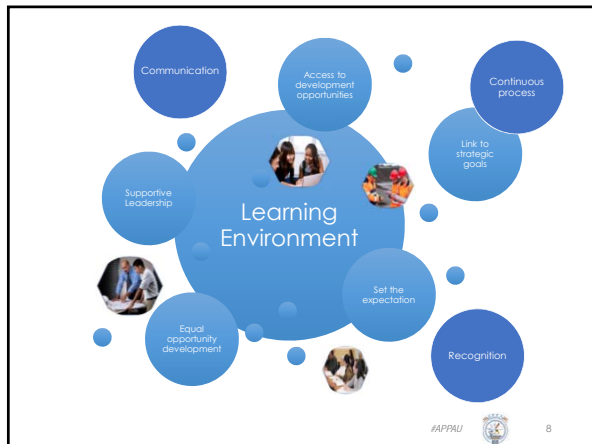 Communication
Access to
development
opportunities
Continuous
process
Link to
strategic
goals
Supportive
Leadership
Learning
Environment
Set the
expectation
Equal
opportunity
development
Recognition
#APPAU
8